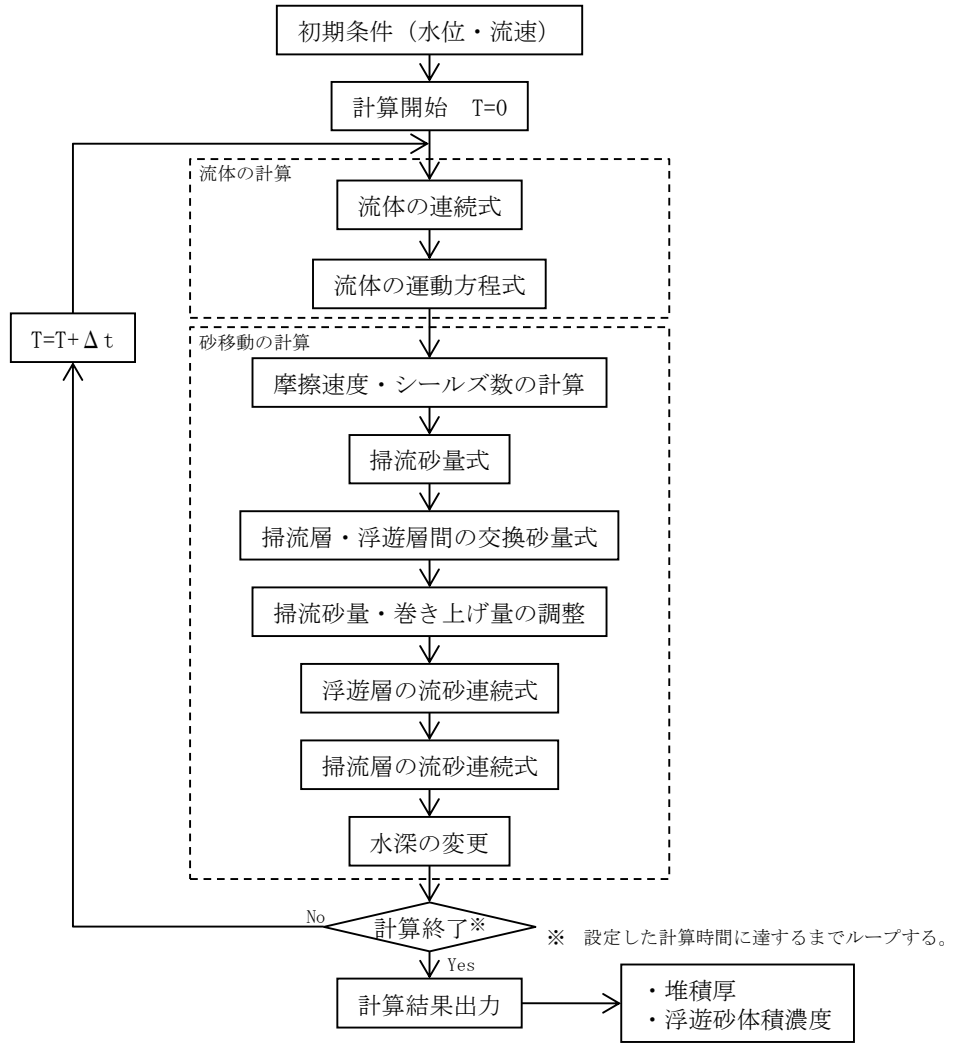 初期条件（水位・流速）
計算開始　T=0
流体の計算
流体の連続式
流体の運動方程式
T=T+Δt
砂移動の計算
摩擦速度・シールズ数の計算
掃流砂量式
掃流層・浮遊層間の交換砂量式
掃流砂量・巻き上げ量の調整
浮遊層の流砂連続式
掃流層の流砂連続式
水深の変更
No
計算終了※
※　設定した計算時間に達するまでループする。
Yes
計算結果出力
・堆積厚
・浮遊砂体積濃度